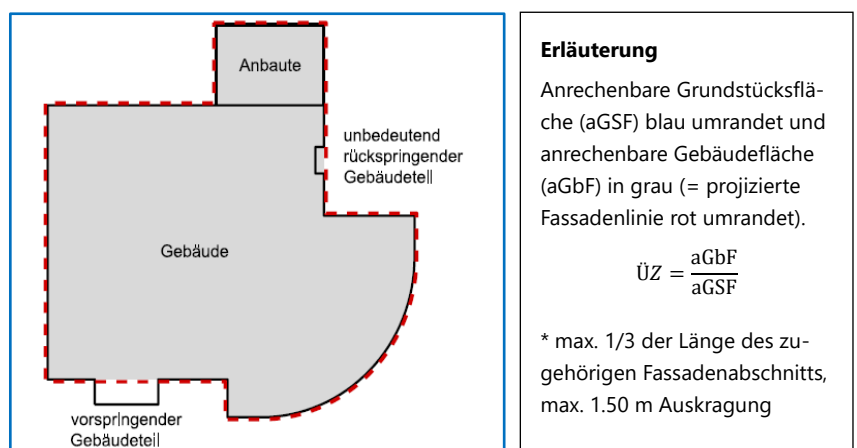 Anbaute
unbedeutend
rückspringender
Gebäudeteil
Gebäude
vorspringender
Gebäudeteil
Erläuterung
Anrechenbare Grundstücksflä-
che (aGSF) blau umrandet und
anrechenbare Gebäudefläche
(aGbF) in grau (= projizierte
Fassadenlinie rot umrandet).
ÜZ = aGbF / aGSF
* max. 1/3 der Länge des zu-
gehörigen Fassadenabschnitts,
max. 1.50 m Auskragung